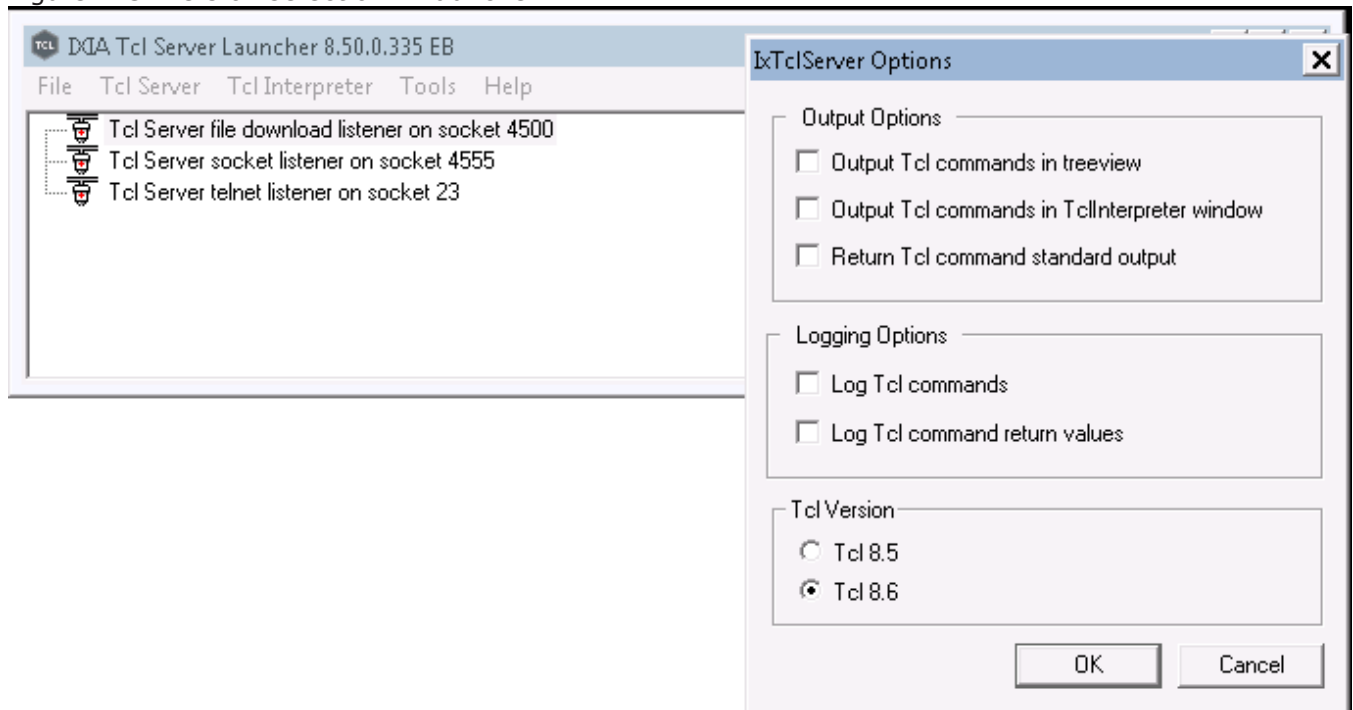 TCL IXIA Tcl Server Launcher 8.50.0.335 EB
File Tcl Server Tcl Interpreter Tools Help
Tcl Server file download listener on socket 4500
Tcl Server socket listener on socket 4555
Tcl Server telnet listener on socket 23
IxTclServer Options
Output Options
Output Tcl commands in treeview
Output Tcl commands in TclInterpreter window
Return Tcl command standard output
Logging Options
Log Tcl commands
Log Tcl command return values
Tcl Version
Tcl 8.5
Tcl 8.6
OK Cancel